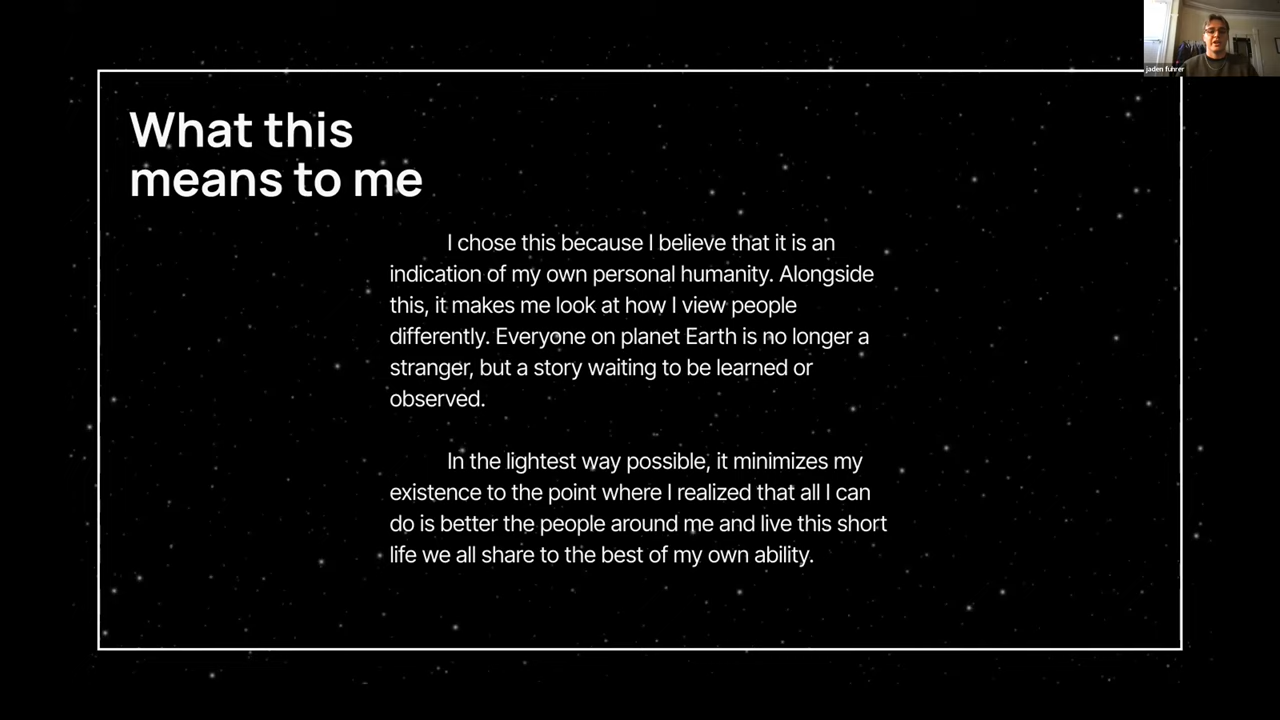 What this
means to me
I chose this because I believe that it is an
indication of my own personal humanity. Alongside
this, it makes me look at how I view people
differently. Everyone on planet Earth is no longer a
stranger, but a story waiting to be learned or
observed.
In the lightest way possible, it minimizes my
existence to the point where I realized that all I can
do is better the people around me and live this short
life we all share to the best of my own ability.
jaden fuhrer